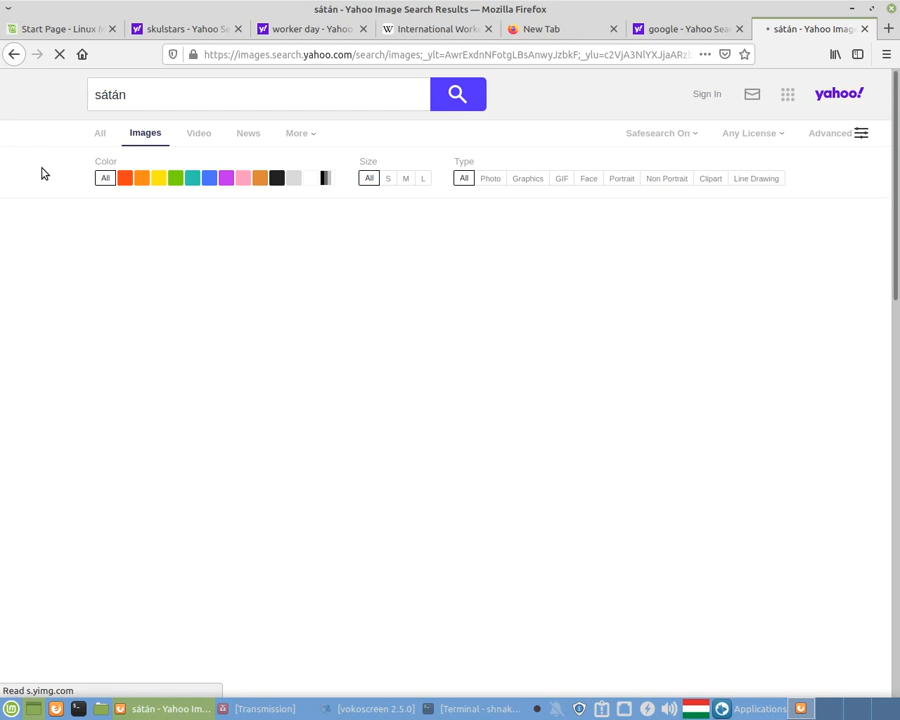 sátán - Yahoo Image Search Results — Mozilla Firefox
Start Page - Linux M
skulstars - Yahoo Se
worker day - Yahoo
International Work
New Tab
google - Yahoo Sea
sátán - Yahoo Imag
https://images.search.yahoo.com/search/images;_ylt=AwrExdnNFotgLBsAnwyJzbkF;_ylu=c2VjA3NlYXJjaARz
sátán
Sign In
yahoo!
All
Images
Video
News
More
Safesearch On
Any License
Advanced
Color
Size
Type
All
All S M L
All Photo Graphics GIF Face Portrait Non Portrait Clipart Line Drawing
Read s.yimg.com
sátán - Yahoo Im...
[Transmission]
[vokoscreen 2.5.0]
[Terminal - shnak...
Applications